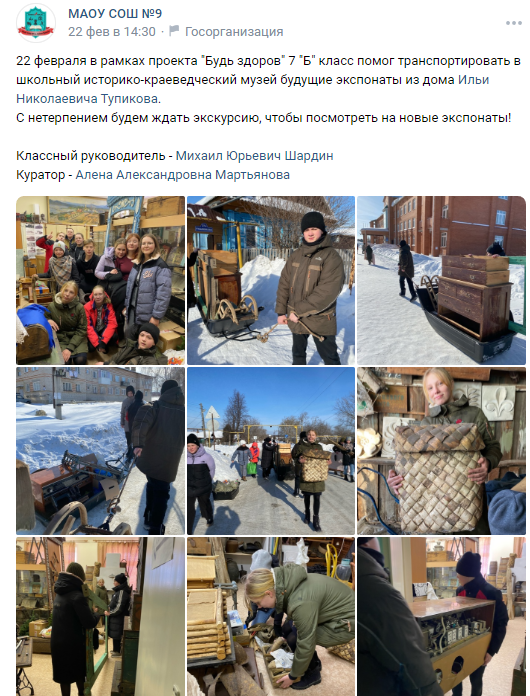 МАОУ СОШ №9
22 фев в 14:30 · Госорганизация
22 февраля в рамках проекта "Будь здоров" 7 "Б" класс помог транспортировать в
школьный историко-краеведческий музей будущие экспонаты из дома Ильи
Николаевича Тупикова.
С нетерпением будем ждать экскурсию, чтобы посмотреть на новые экспонаты!
Классный руководитель - Михаил Юрьевич Шардин
Куратор - Алена Александровна Мартьянова